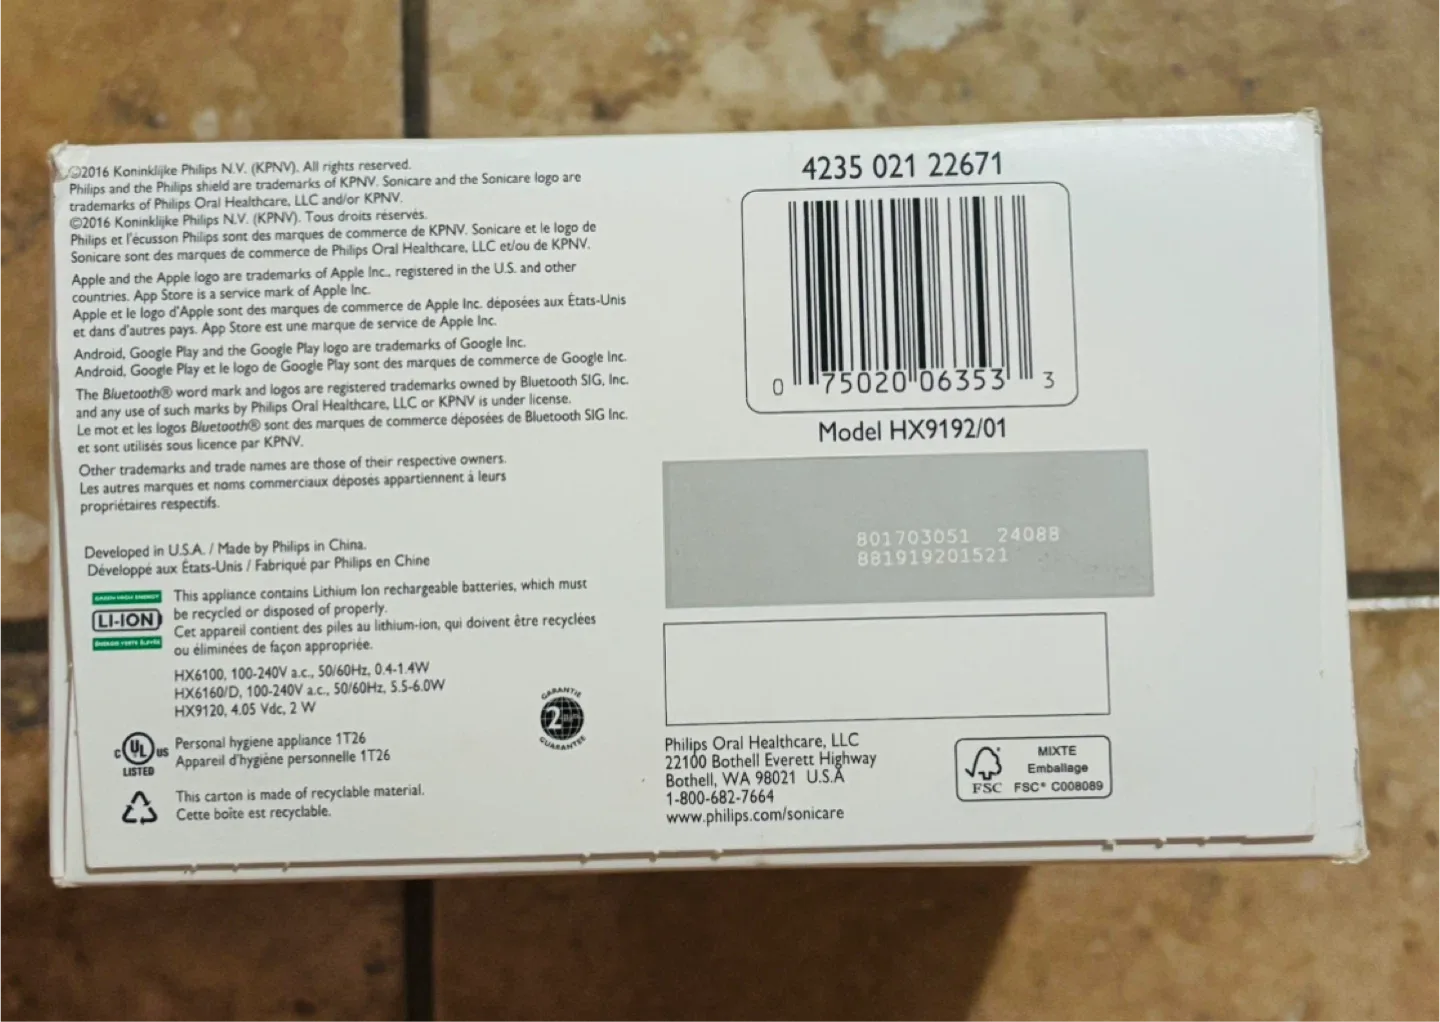 ©2016 Koninklijke Philips N.V. (KPNV). All rights reserved.
Philips and the Philips shield are trademarks of KPNV. Sonicare and the Sonicare logo are
trademarks of Philips Oral Healthcare, LLC and/or KPNV.
©2016 Koninklijke Philips N.V. (KPNV). Tous droits réservés.
Philips et l'écusson Philips sont des marques de commerce de KPNV. Sonicare et le logo de
Sonicare sont des marques de commerce de Philips Oral Healthcare, LLC et/ou de KPNV.
Apple and the Apple logo are trademarks of Apple Inc., registered in the U.S. and other
countries. App Store is a service mark of Apple Inc.
Apple et le logo d'Apple sont des marques de commerce de Apple Inc. déposées aux États-Unis
et dans d'autres pays. App Store est une marque de service de Apple Inc.
Android, Google Play and the Google Play logo are trademarks of Google Inc.
Android, Google Play et le logo de Google Play sont des marques de commerce de Google Inc.
The Bluetooth® word mark and logos are registered trademarks owned by Bluetooth SIG, Inc.
and any use of such marks by Philips Oral Healthcare, LLC or KPNV is under license.
Le mot et les logos Bluetooth® sont des marques de commerce déposées de Bluetooth SIG Inc.
et sont utilisés sous licence par KPNV.
Other trademarks and trade names are those of their respective owners.
Les autres marques et noms commerciaux déposés appartiennent à leurs
propriétaires respectifs.
Developed in U.S.A. / Made by Philips in China.
Développé aux États-Unis / Fabriqué par Philips en Chine
GREEN HIGH ENERGY
LI-ION
ÉNERGIE VERTE ÉLEVÉE
This appliance contains Lithium Ion rechargeable batteries, which must
be recycled or disposed of properly.
Cet appareil contient des piles au lithium-ion, qui doivent être recyclées
ou éliminées de façon appropriée.
HX6100, 100-240V a.c., 50/60Hz, 0.4-1.4W
HX6160/D, 100-240V a.c., 50/60Hz, 5.5-6.0W
HX9120, 4.05 Vdc, 2 W
GARANTIE
2
GUARANTEE
C UL US
LISTED
Personal hygiene appliance 1T26
Appareil d'hygiène personnelle 1T26
This carton is made of recyclable material.
Cette boîte est recyclable.
4235 021 22671
0 75020 06353 3
Model HX9192/01
801703051 24088
881919201521
Philips Oral Healthcare, LLC
22100 Bothell Everett Highway
Bothell, WA 98021 U.S.A
1-800-682-7664
www.philips.com/sonicare
FSC
MIXTE
Emballage
FSC® C008089